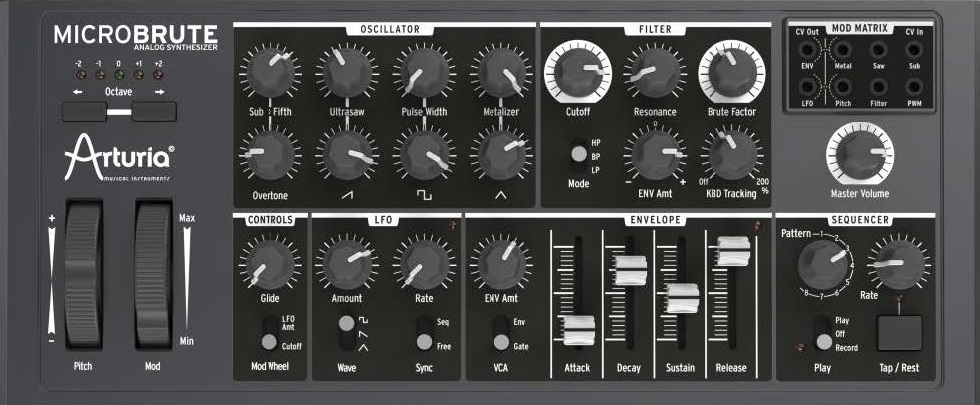 MICROBRUTE
ANALOG SYNTHESIZER
-2 -1 0 +1 +2
← Octave →
Arturia©
MUSICAL INSTRUMENTS
+ Max
- Min
Pitch Mod
OSCILLATOR
Sub > Fifth Ultrasaw Pulse Width Metalizer
Overtone
FILTER
Cutoff Resonance Brute Factor
HP
BP
LP
Mode
0
- +
ENV Amt
Off 200 %
KBD Tracking
MOD MATRIX
CV Out CV In
ENV Metal Saw Sub
LFO Pitch Filter PWM
Master Volume
CONTROLS
Glide
LFO
Amt
Cutoff
Mod Wheel
LFO
Amount Rate
Wave
Seq
Free
Sync
ENVELOPE
ENV Amt
Env
Gate
VCA
Attack Decay Sustain Release
SEQUENCER
Pattern 1 2 3 4 5 6 7 8
Rate
Play
Off
Record
Play Tap / Rest